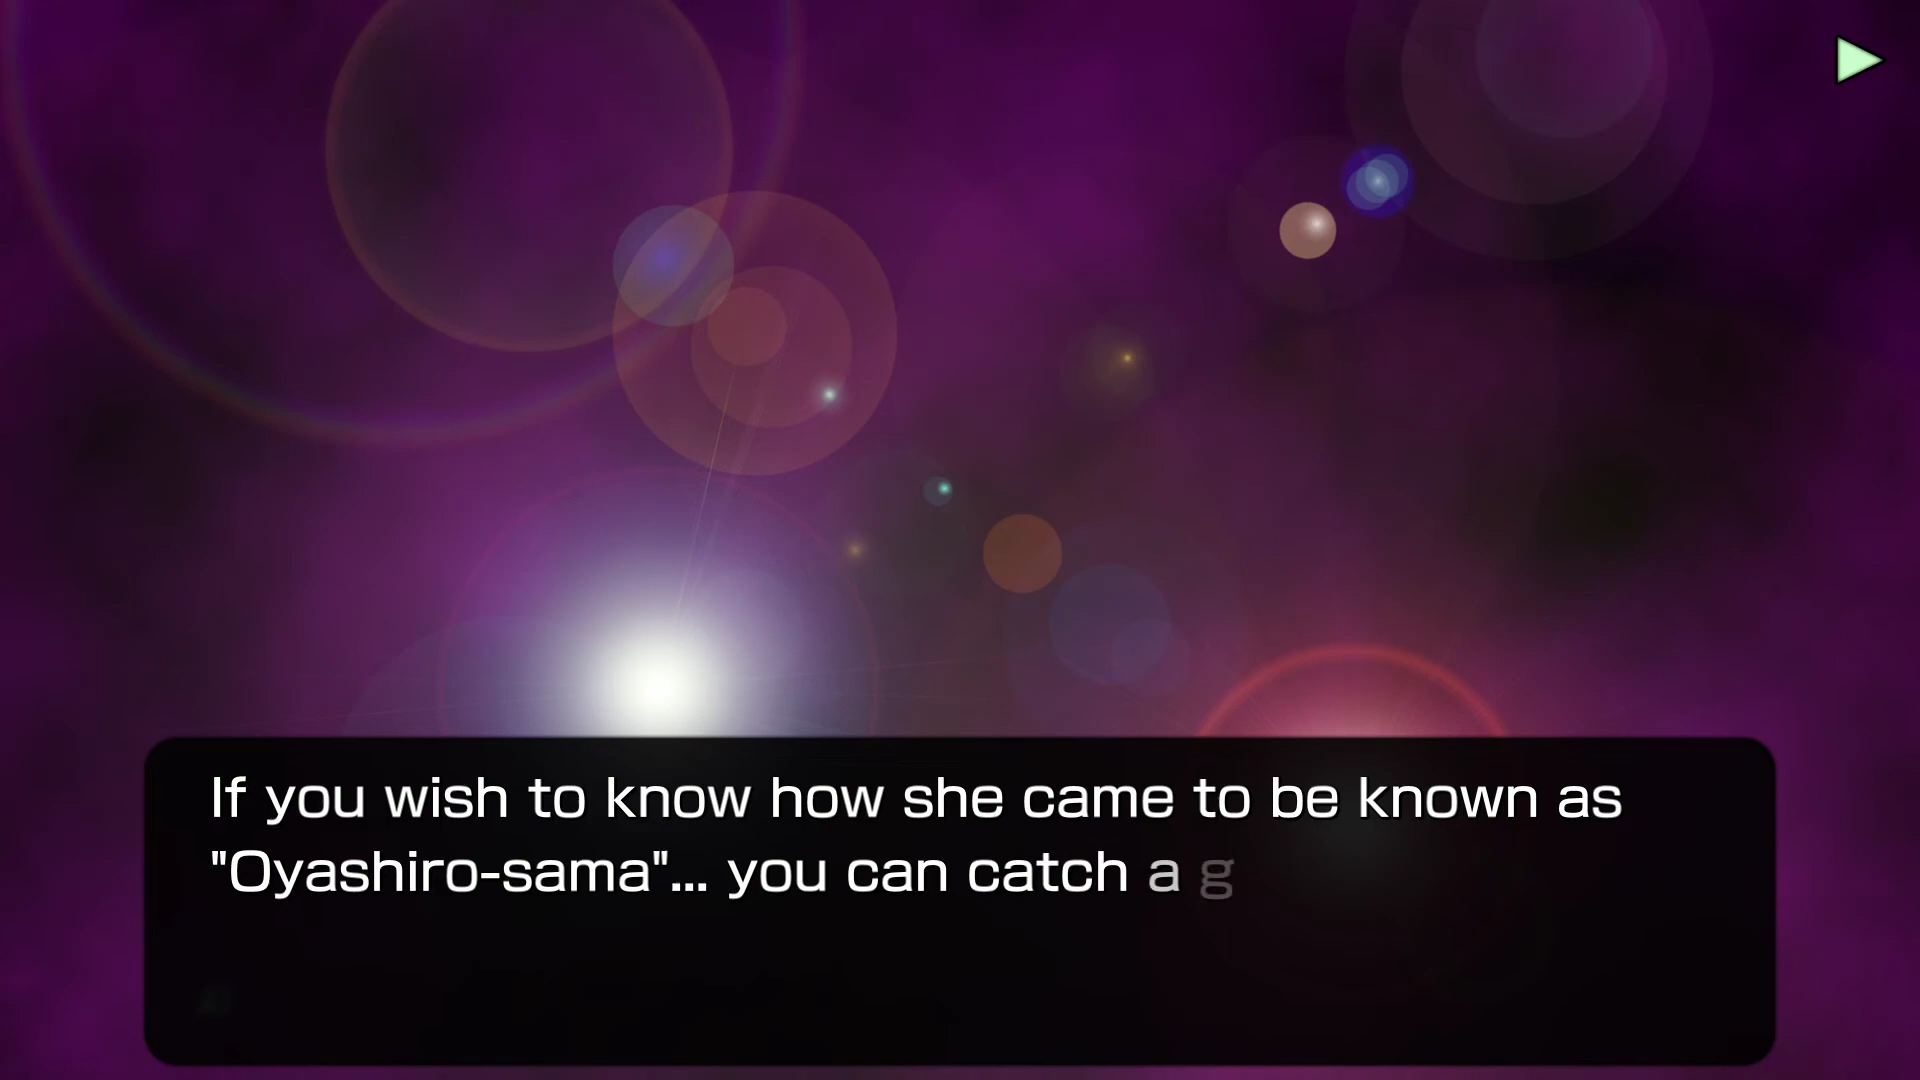 If you wish to know how she came to be known as
"Oyashiro-sama"... you can catch a g